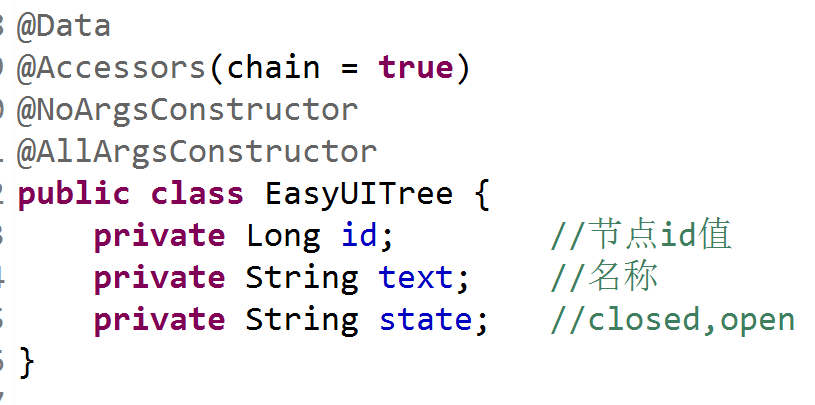 @Data
@Accessors(chain = true)
@NoArgsConstructor
@AllArgsConstructor
public class EasyUITree {
    private Long id;        //节点id值
    private String text;    //名称
    private String state;   //closed,open
}